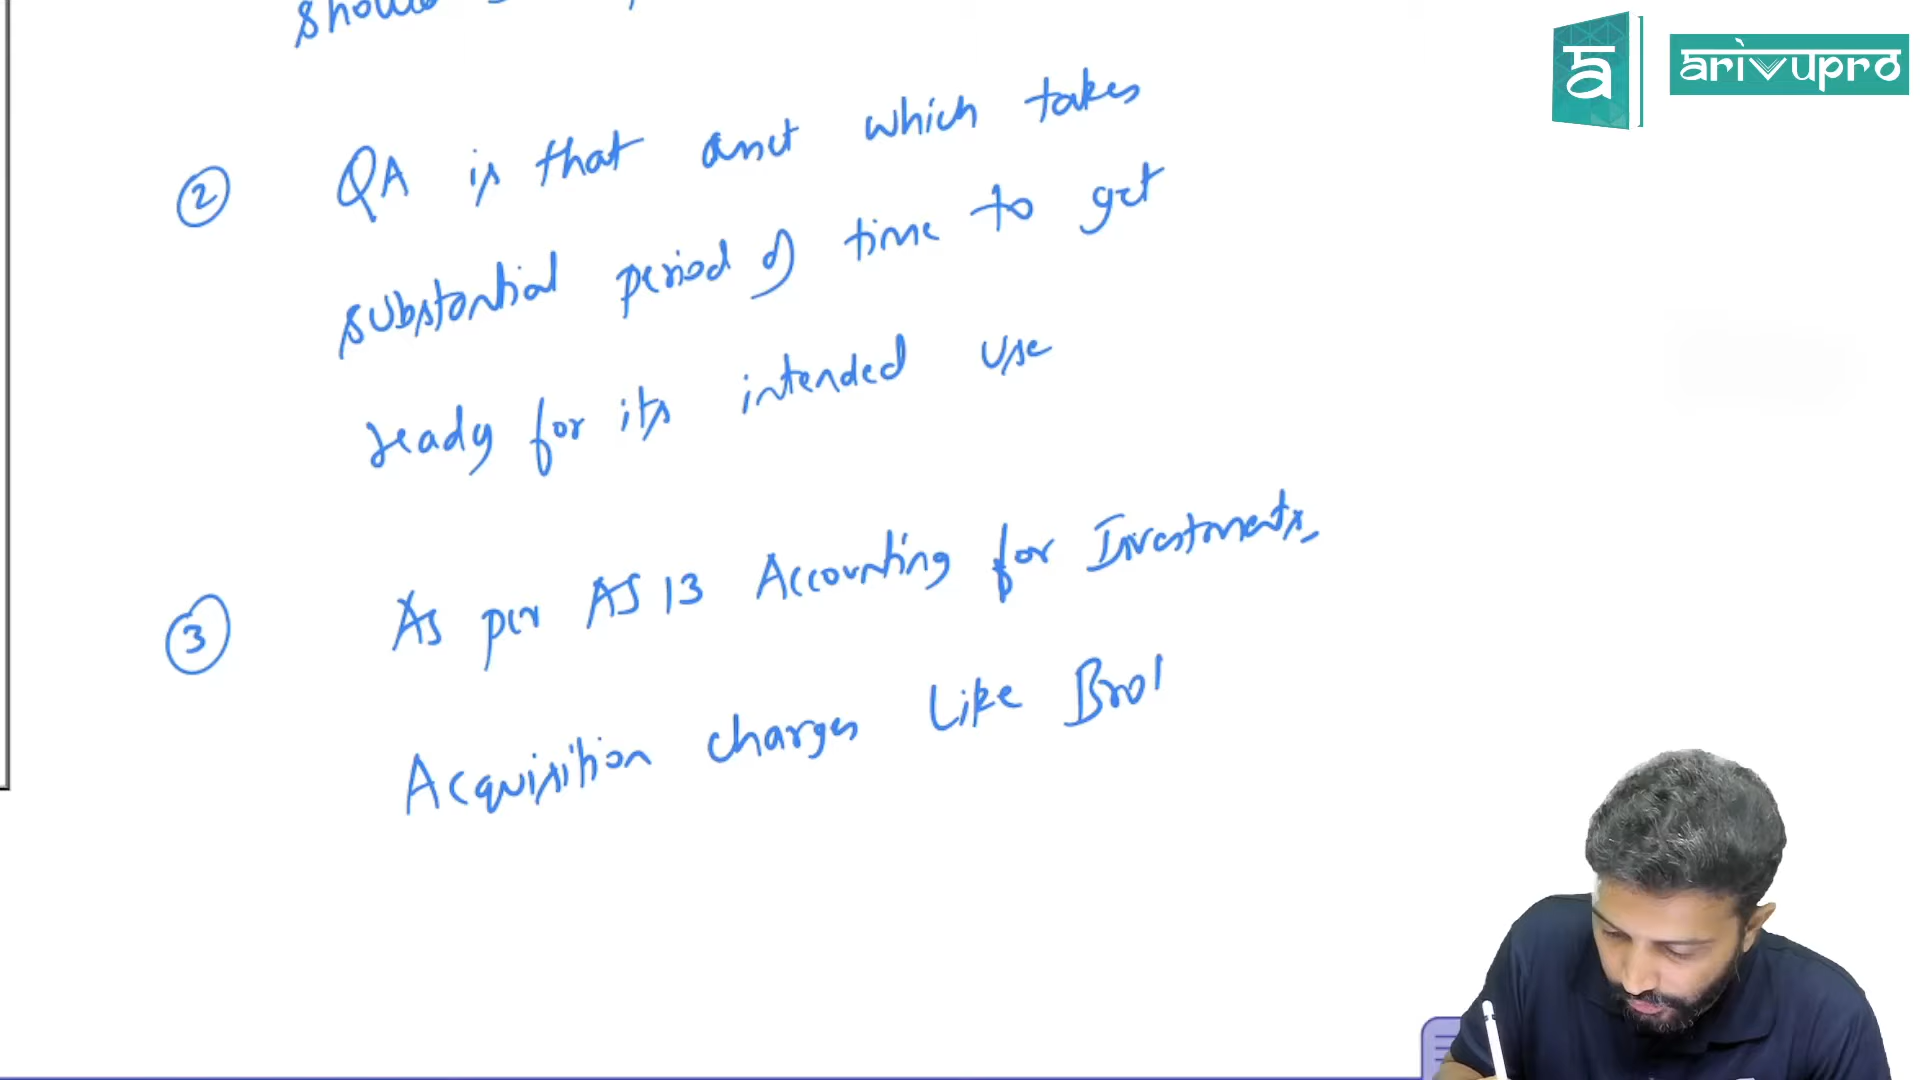 should
② QA is that asset which takes
substantial period of time to get
ready for its intended use
③ As per AS 13 Accounting for Investments,
Acquisition charges like Bro
a
arivupro